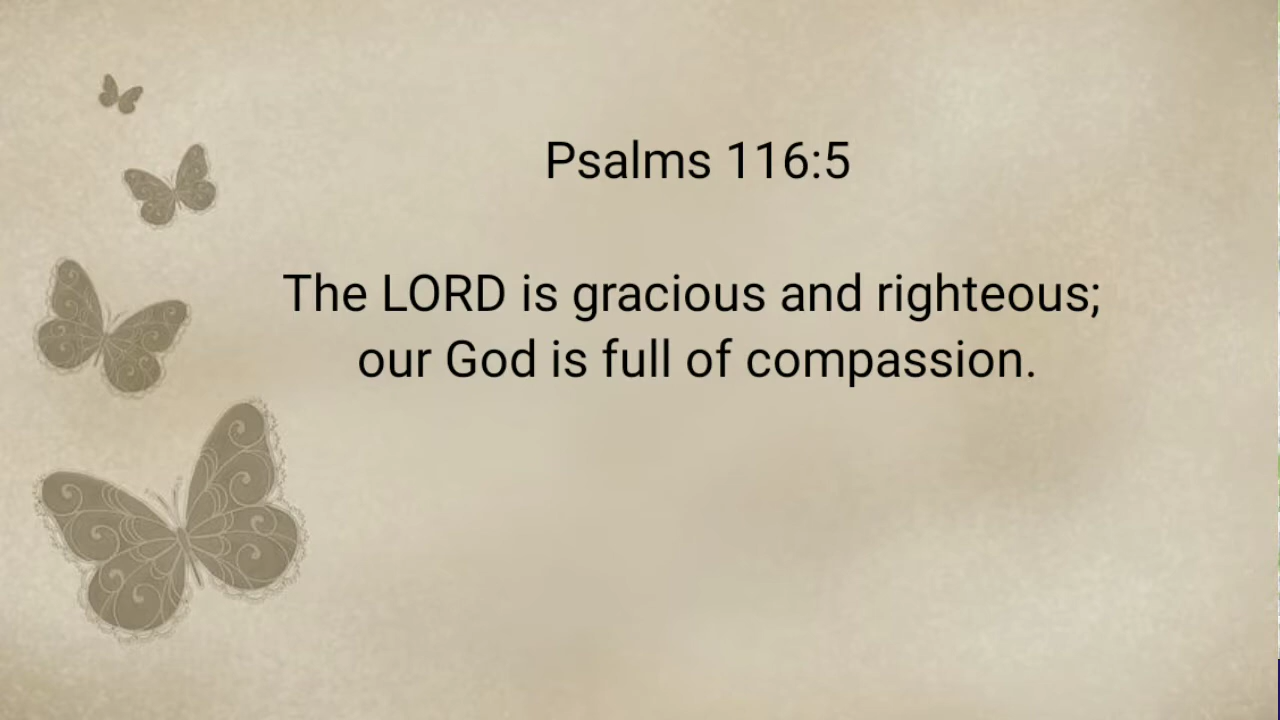 Psalms 116:5
The LORD is gracious and righteous;
our God is full of compassion.